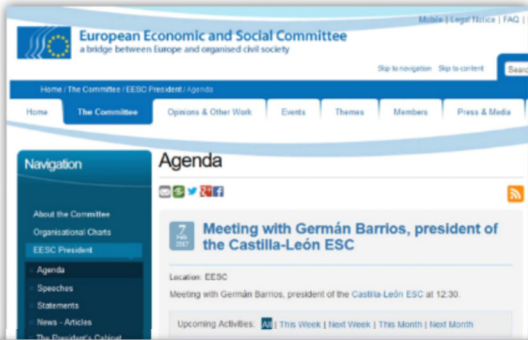 Mobile | Legal Notice | FAQ |
European Economic and Social Committee
a bridge between Europe and organised civil society
Skip to navigation Skip to content
Sear
Home / The Committee / EESC President / Agenda
Home
The Committee
Opinions & Other Work
Events
Themes
Members
Press & Media
Navigation
About the Committee
Organisational Charts
EESC President
Agenda
Speeches
Statements
News - Articles
The President's Cabinet
Agenda
7
Feb
2017
Meeting with Germán Barrios, president of
the Castilla-León ESC
Location: EESC
Meeting with Germán Barrios, president of the Castilla-León ESC at 12:30.
Upcoming Activities: All | This Week | Next Week | This Month | Next Month